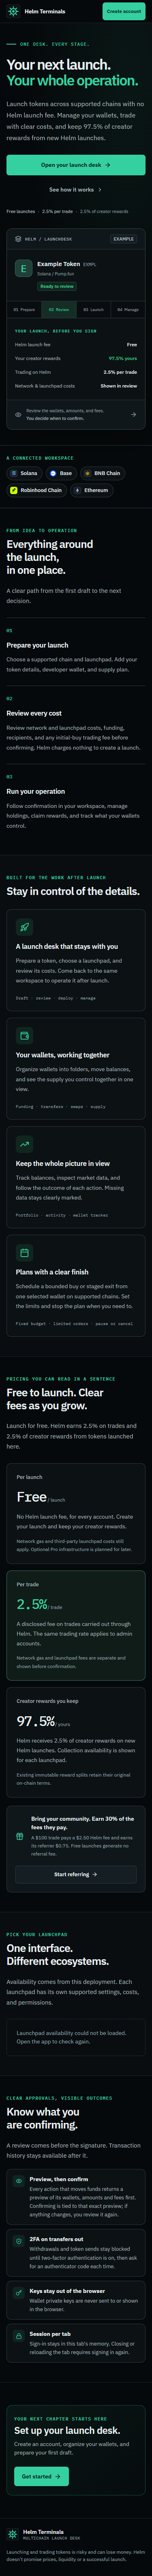 Helm Terminals
Create account
ONE DESK. EVERY STAGE.
Your next launch.
Your whole operation.
Launch tokens across supported chains with no
Helm launch fee. Manage your wallets, trade
with clear costs, and keep 97.5% of creator
rewards from new Helm launches.
Open your launch desk →
See how it works
Free launches · 2.5% per trade · 2.5% of creator rewards
HELM / LAUNCHDESK
EXAMPLE
E
Example Token EXMPL
Solana / Pump.fun
Ready to review
01 Prepare
02 Review
03 Launch
04 Manage
YOUR LAUNCH, BEFORE YOU SIGN
Helm launch fee Free
Your creator rewards 97.5% yours
Trading on Helm 2.5% per trade
Network & launchpad costs Shown in review
Review the wallets, amounts, and fees.
You decide when to confirm.
A CONNECTED WORKSPACE
Solana
Base
BNB Chain
Robinhood Chain
Ethereum
FROM IDEA TO OPERATION
Everything around
the launch,
in one place.
A clear path from the first draft to the next
decision.
01
Prepare your launch
Choose a supported chain and launchpad. Add your
token details, developer wallet, and supply plan.
02
Review every cost
Review network and launchpad costs, funding,
recipients, and any initial-buy trading fee before
confirming. Helm charges nothing to create a launch.
03
Run your operation
Follow confirmation in your workspace, manage
holdings, claim rewards, and track what your wallets
control.
BUILT FOR THE WORK AFTER LAUNCH
Stay in control of the details.
A launch desk that stays with you
Prepare a token, choose a launchpad, and
review its costs. Come back to the same
workspace to operate it after launch.
Draft · review · deploy · manage
Your wallets, working together
Organize wallets into folders, move balances,
and see the supply you control together in one
view.
Funding · transfers · swaps · supply
Keep the whole picture in view
Track balances, inspect market data, and
follow the outcome of each action. Missing
data stays clearly marked.
Portfolio · activity · wallet tracker
Plans with a clear finish
Schedule a bounded buy or staged exit from
one selected wallet on supported chains. Set
the limits and stop the plan when you need to.
Fixed budget · limited orders · pause or cancel
PRICING YOU CAN READ IN A SENTENCE
Free to launch. Clear
fees as you grow.
Launch for free. Helm earns 2.5% on trades and
2.5% of creator rewards from tokens launched
here.
Per launch
Free / launch
No Helm launch fee, for every account. Create
your launch and keep your creator rewards.
Network gas and third-party launchpad costs still
apply. Optional Pro infrastructure is planned for later.
Per trade
2.5% / trade
A disclosed fee on trades carried out through
Helm. The same trading rate applies to admin
accounts.
Network gas and launchpad fees are separate and
shown before confirmation.
Creator rewards you keep
97.5% / yours
Helm receives 2.5% of creator rewards on new
Helm launches. Collection availability is shown
for each launchpad.
Existing immutable reward splits retain their original
on-chain terms.
Bring your community. Earn 30% of the
fees they pay.
A $100 trade pays a $2.50 Helm fee and earns
its referrer $0.75. Free launches generate no
referral fee.
Start referring →
PICK YOUR LAUNCHPAD
One interface.
Different ecosystems.
Availability comes from this deployment. Each
launchpad has its own supported settings, costs,
and permissions.
Launchpad availability could not be loaded.
Open the app to check again.
CLEAR APPROVALS, VISIBLE OUTCOMES
Know what you
are confirming.
A review comes before the signature. Transaction
history stays available after it.
Preview, then confirm
Every action that moves funds returns a
preview of its wallets, amounts and fees first.
Confirming is tied to that exact preview; if
anything changes, you review it again.
2FA on transfers out
Withdrawals and token sends stay blocked
until two-factor authentication is on, then ask
for an authenticator code each time.
Keys stay out of the browser
Wallet private keys are never sent to or shown
in the browser.
Session per tab
Sign-in stays in this tab's memory. Closing or
reloading the tab requires signing in again.
YOUR NEXT CHAPTER STARTS HERE
Set up your launch desk.
Create an account, organize your wallets, and
prepare your first draft.
Get started →
Helm Terminals
MULTICHAIN LAUNCH DESK
Launching and trading tokens is risky and can lose money. Helm
doesn't promise prices, liquidity or a successful launch.